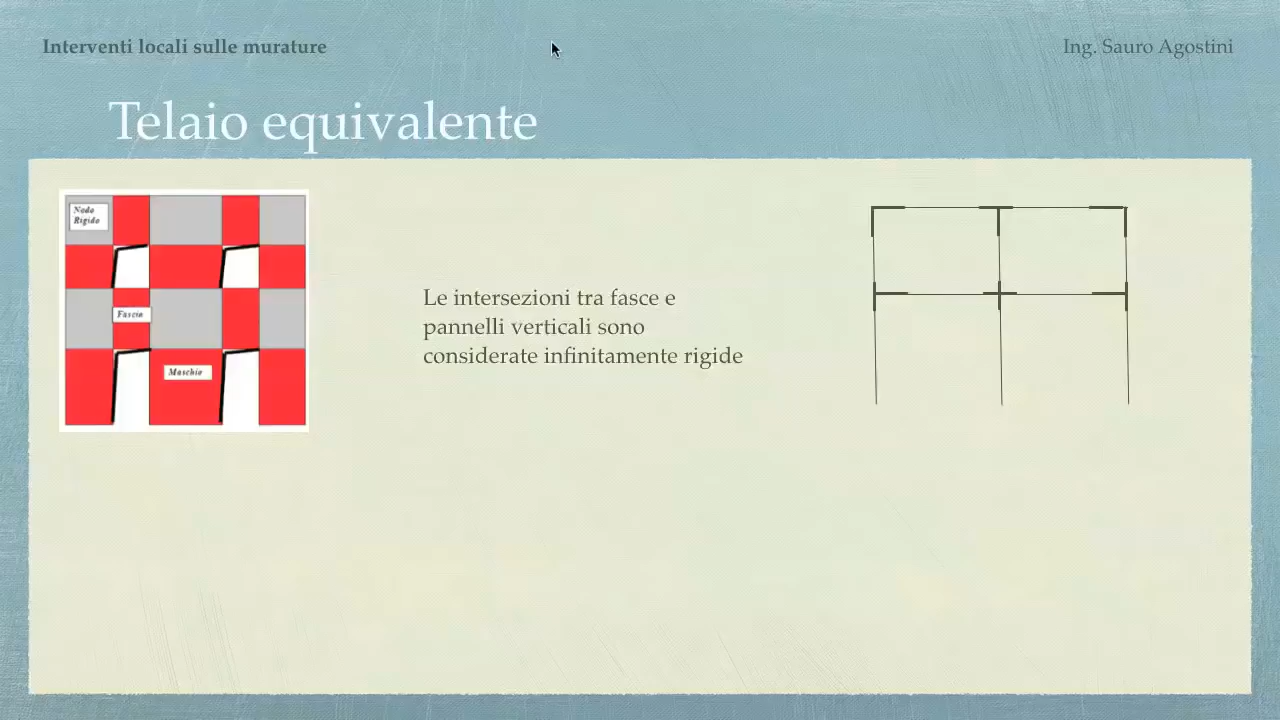 Interventi locali sulle murature
Ing. Sauro Agostini
Telaio equivalente
Nodo
Rigido
Fascia
Maschio
Le intersezioni tra fasce e
pannelli verticali sono
considerate infinitamente rigide